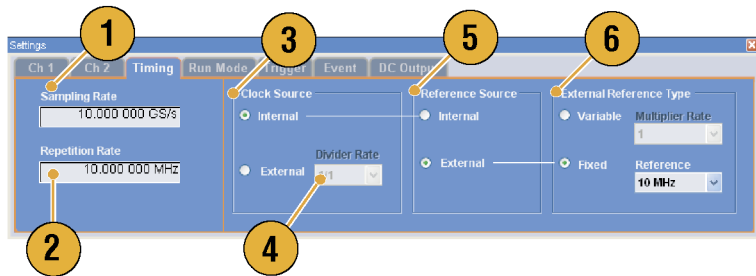 1
3
5
6
Settings
Ch 1 Ch 2 Timing Run Mode Trigger Event DC Output
Sampling Rate
10.000 000 GS/s
Repetition Rate
10.000 000 MHz
2
Clock Source
Internal
External
Divider Rate
1/1
4
Reference Source
Internal
External
External Reference Type
Variable
Multiplier Rate
1
Fixed
Reference
10 MHz